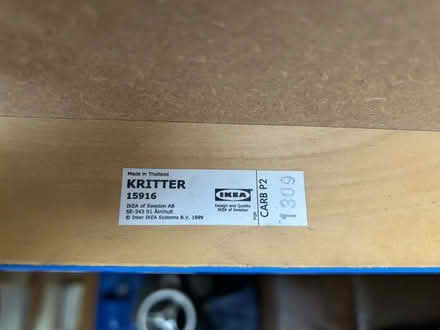 Made in Thailand
KRITTER
15916
IKEA of Sweden AB
SE-343 81 Älmhult
© Inter IKEA Systems B.V. 1999
IKEA
Design and Quality
IKEA of Sweden
CARB P2
1309